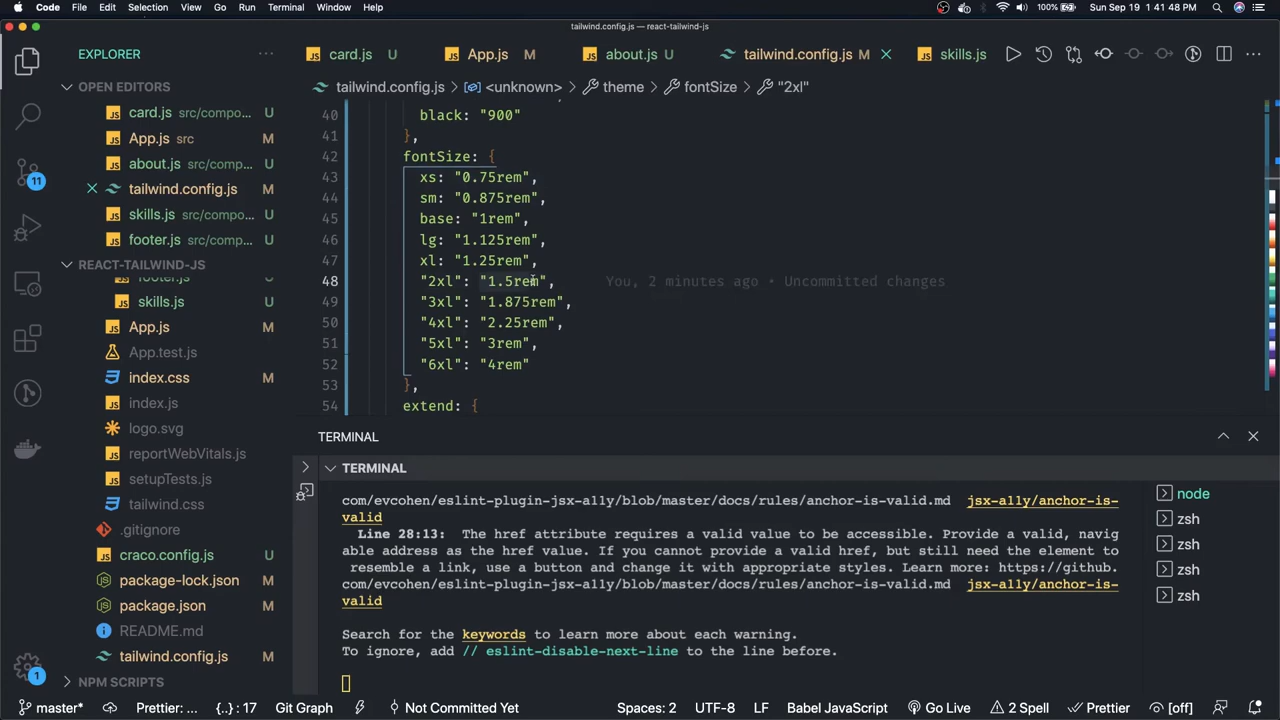 Code File Edit Selection View Go Run Terminal Window Help 100% Sun Sep 19 1:41:48 PM
tailwind.config.js — react-tailwind-js
EXPLORER ···
card.js U App.js M about.js U tailwind.config.js M skills.js
OPEN EDITORS
card.js src/compo... U
App.js src M
about.js src/comp... U
tailwind.config.js M
skills.js src/compo... U
footer.js src/comp... U
REACT-TAILWIND-JS
footer.js U
skills.js U
App.js M
App.test.js
index.css M
index.js
logo.svg
reportWebVitals.js
setupTests.js
tailwind.css
.gitignore
craco.config.js U
package-lock.json M
package.json M
README.md
tailwind.config.js M
NPM SCRIPTS
11
1
tailwind.config.js > <unknown> > theme > fontSize > "2xl"
40 black: "900"
41 },
42 fontSize: {
43 xs: "0.75rem",
44 sm: "0.875rem",
45 base: "1rem",
46 lg: "1.125rem",
47 xl: "1.25rem",
48 "2xl": "1.5rem", You, 2 minutes ago • Uncommitted changes
49 "3xl": "1.875rem",
50 "4xl": "2.25rem",
51 "5xl": "3rem",
52 "6xl": "4rem"
53 },
54 extend: {
TERMINAL
TERMINAL
com/evcohen/eslint-plugin-jsx-a11y/blob/master/docs/rules/anchor-is-valid.md jsx-a11y/anchor-is-
valid
Line 28:13: The href attribute requires a valid value to be accessible. Provide a valid, navig
able address as the href value. If you cannot provide a valid href, but still need the element to
resemble a link, use a button and change it with appropriate styles. Learn more: https://github.
com/evcohen/eslint-plugin-jsx-a11y/blob/master/docs/rules/anchor-is-valid.md jsx-a11y/anchor-is-
valid
Search for the keywords to learn more about each warning.
To ignore, add // eslint-disable-next-line to the line before.
node
zsh
zsh
zsh
zsh
master* Prettier: ... {..} : 17 Git Graph Not Committed Yet Spaces: 2 UTF-8 LF Babel JavaScript Go Live 2 Spell Prettier [off]